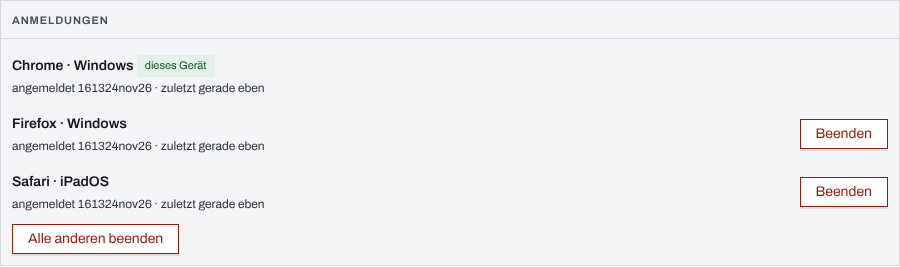 ANMELDUNGEN
Chrome · Windows dieses Gerät
angemeldet 161324nov26 · zuletzt gerade eben
Firefox · Windows
angemeldet 161324nov26 · zuletzt gerade eben
Beenden
Safari · iPadOS
angemeldet 161324nov26 · zuletzt gerade eben
Beenden
Alle anderen beenden